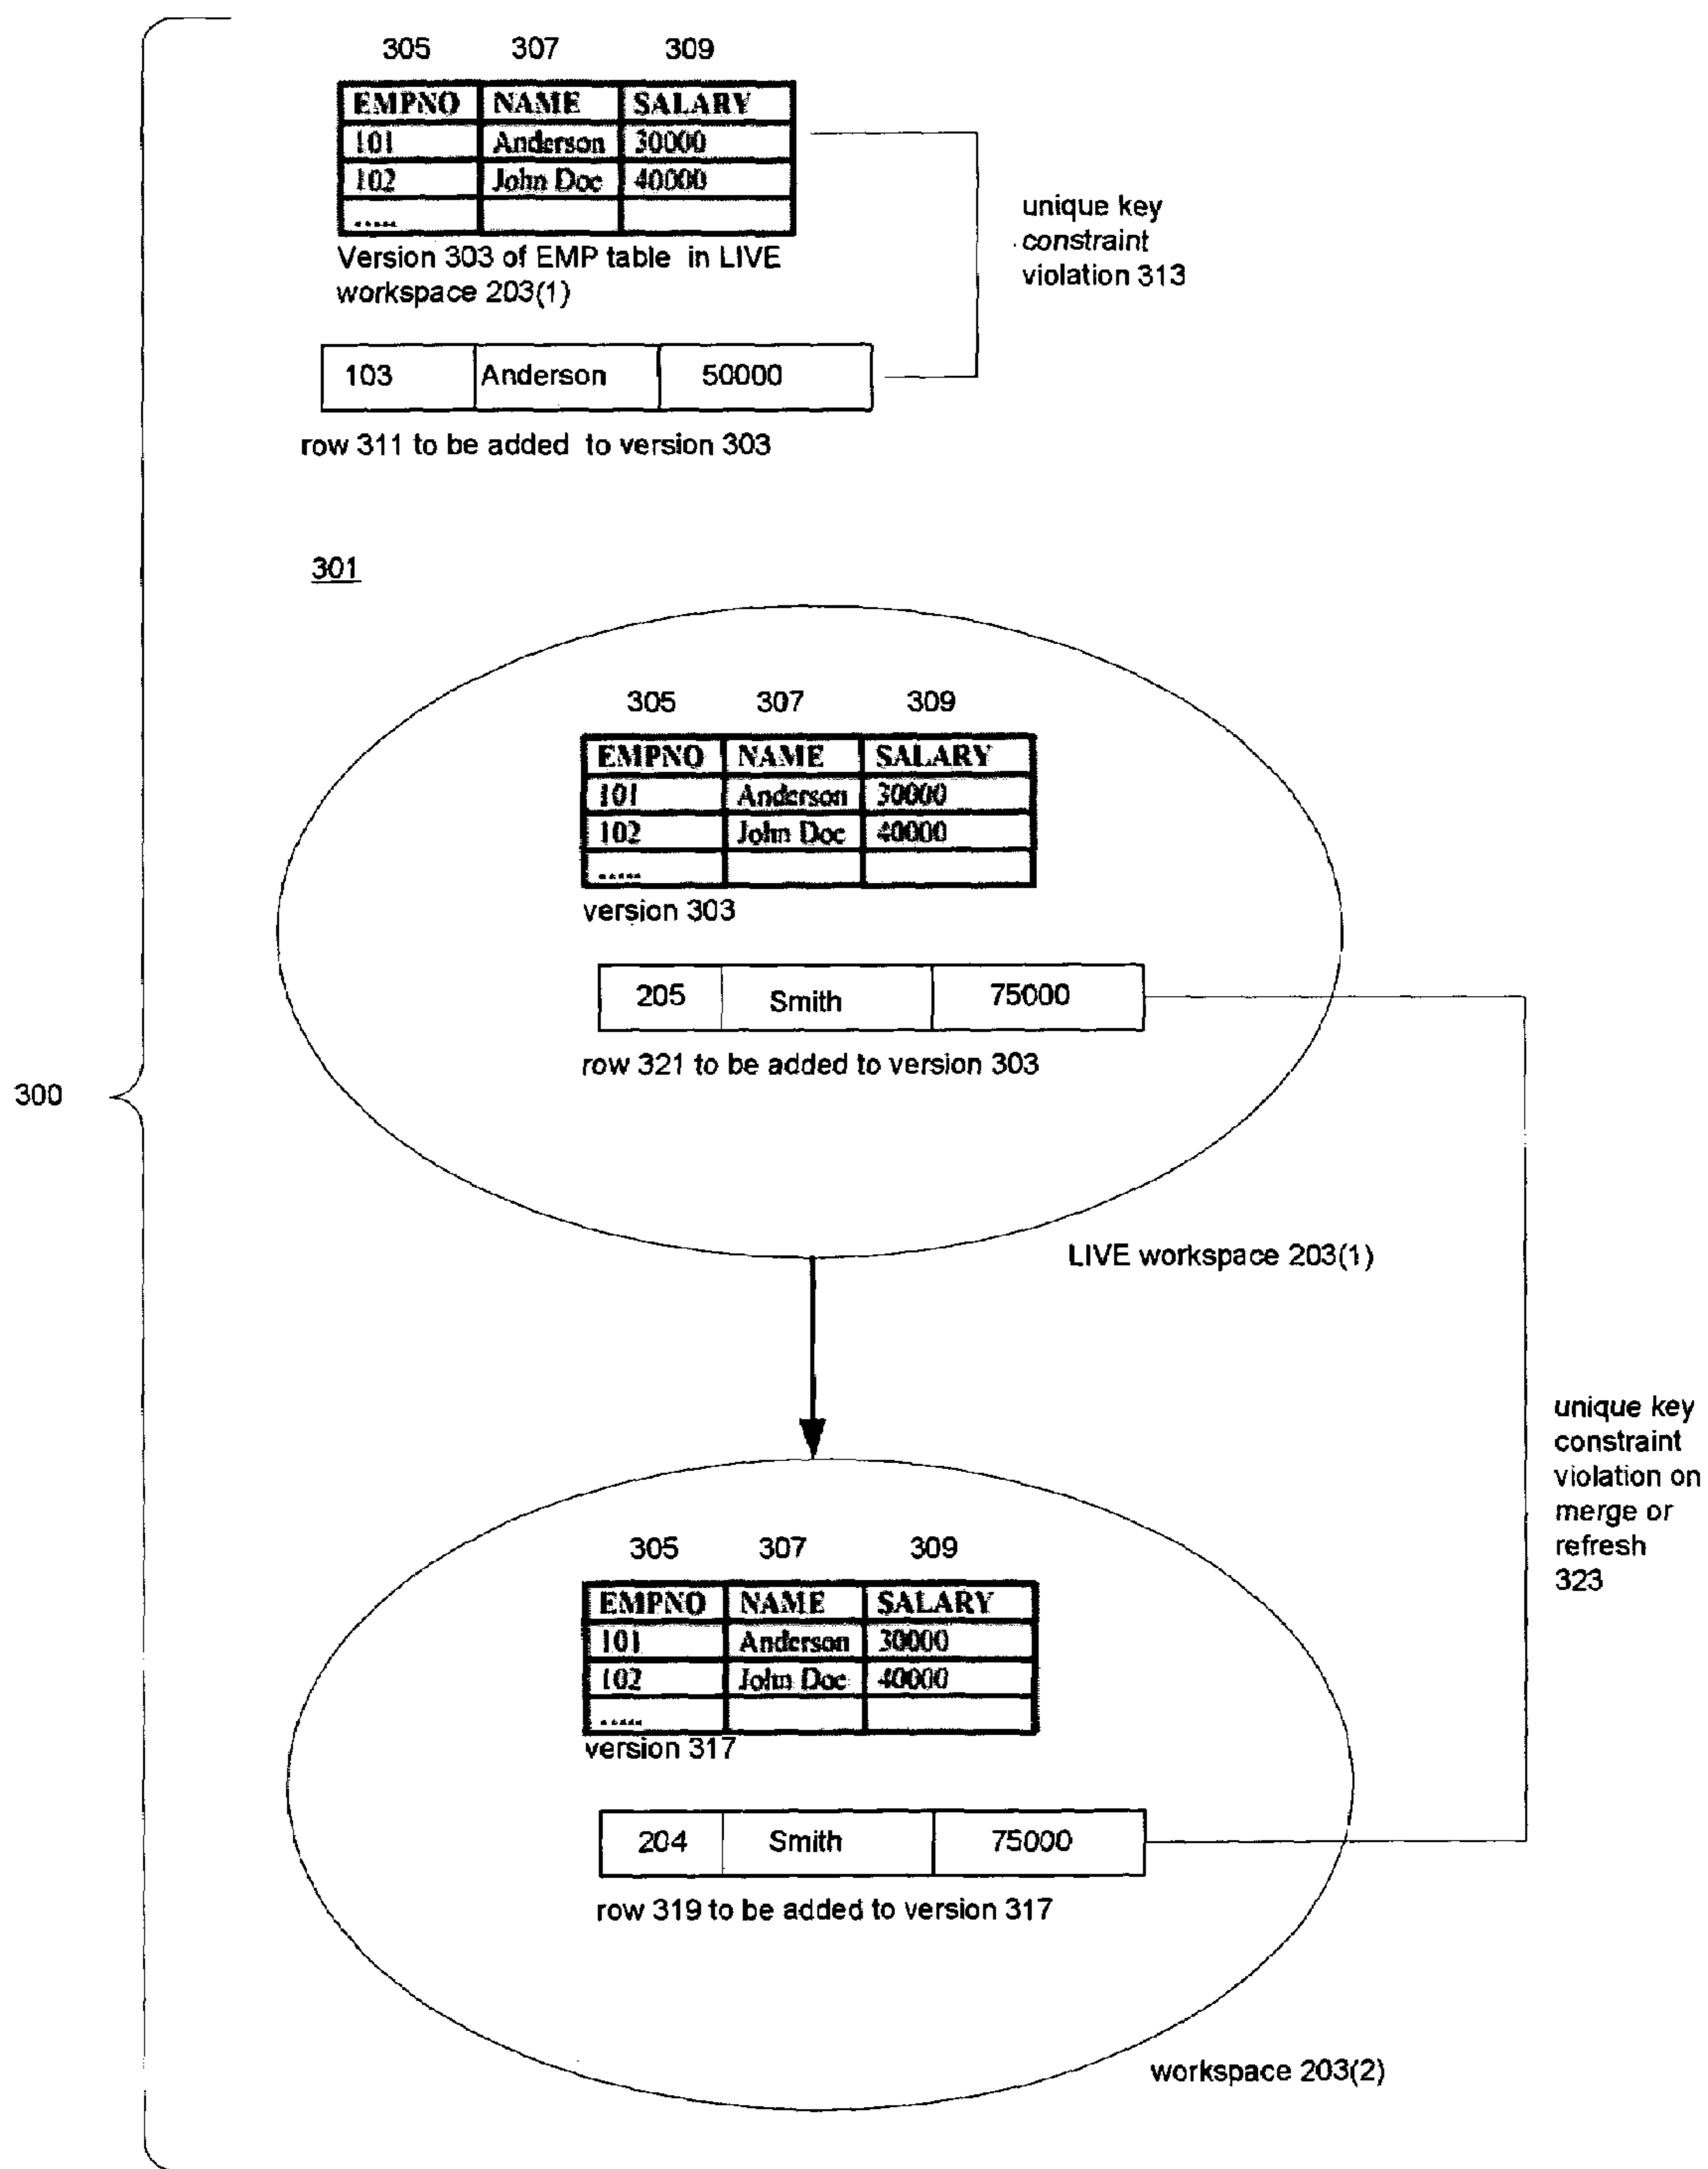 305 307 309
EMPNO NAME SALARY
101 Anderson 30000
102 John Doe 40000
.....
Version 303 of EMP table in LIVE
workspace 203(1)
unique key
constraint
violation 313
103 Anderson 50000
row 311 to be added to version 303
301
305 307 309
EMPNO NAME SALARY
101 Anderson 30000
102 John Doe 40000
.....
version 303
205 Smith 75000
row 321 to be added to version 303
300
LIVE workspace 203(1)
unique key
constraint
violation on
merge or
refresh
323
305 307 309
EMPNO NAME SALARY
101 Anderson 30000
102 John Doe 40000
.....
version 317
204 Smith 75000
row 319 to be added to version 317
workspace 203(2)